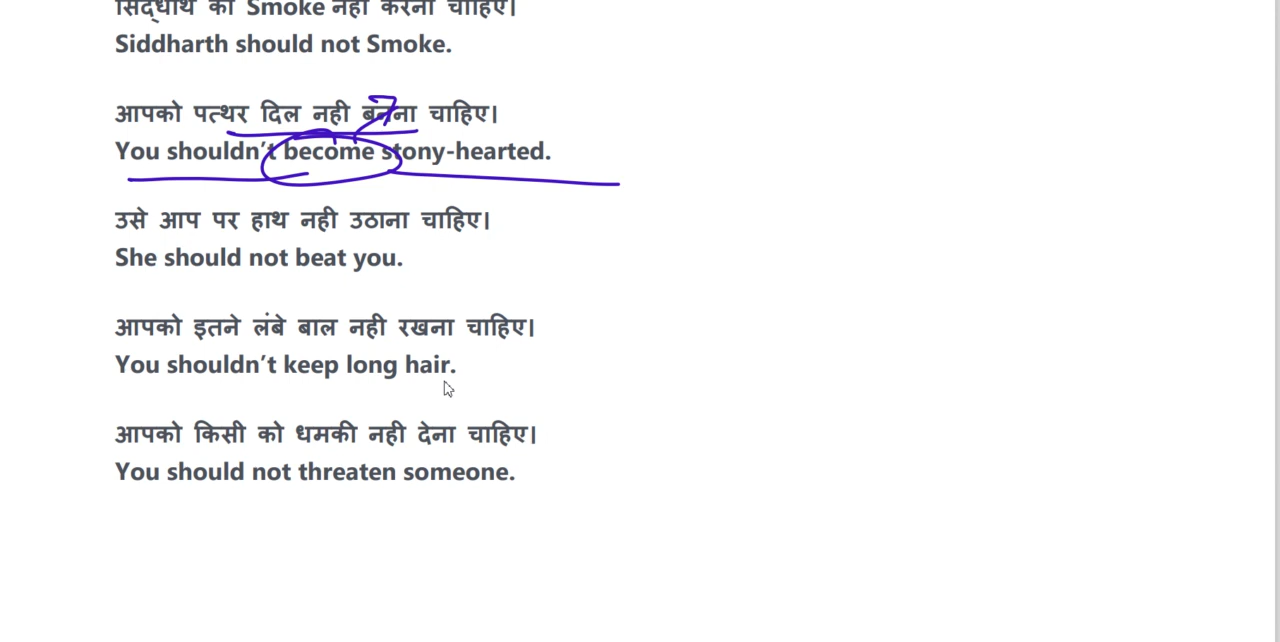 सिद्धार्थ को Smoke नही करना चाहिए।
Siddharth should not Smoke.
आपको पत्थर दिल नही बनना चाहिए।
You shouldn’t become stony-hearted.
उसे आप पर हाथ नही उठाना चाहिए।
She should not beat you.
आपको इतने लंबे बाल नही रखना चाहिए।
You shouldn’t keep long hair.
आपको किसी को धमकी नही देना चाहिए।
You should not threaten someone.